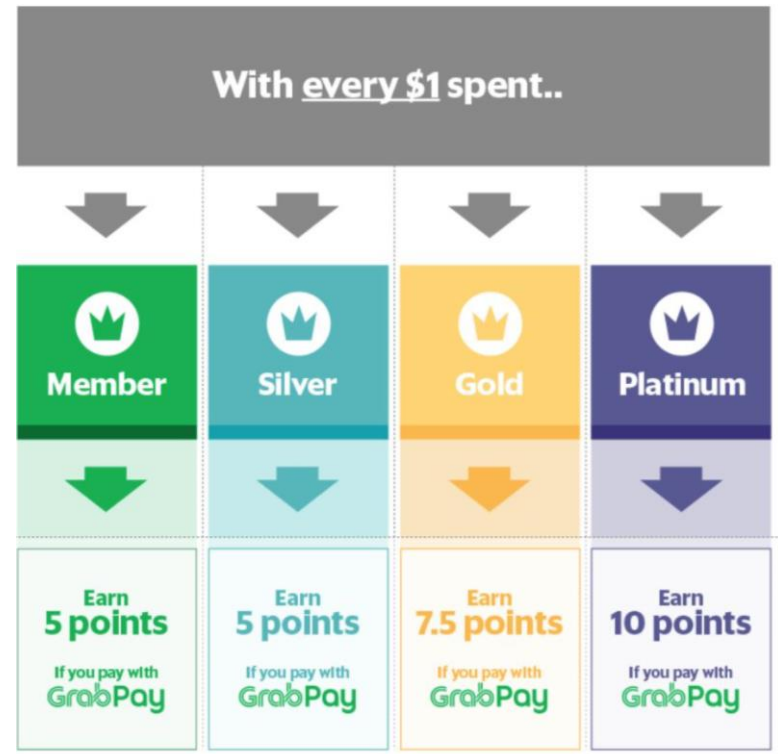 With every $1 spent..
Member
Silver
Gold
Platinum
Earn
5 points
If you pay with
GrabPay
Earn
5 points
If you pay with
GrabPay
Earn
7.5 points
If you pay with
GrabPay
Earn
10 points
If you pay with
GrabPay